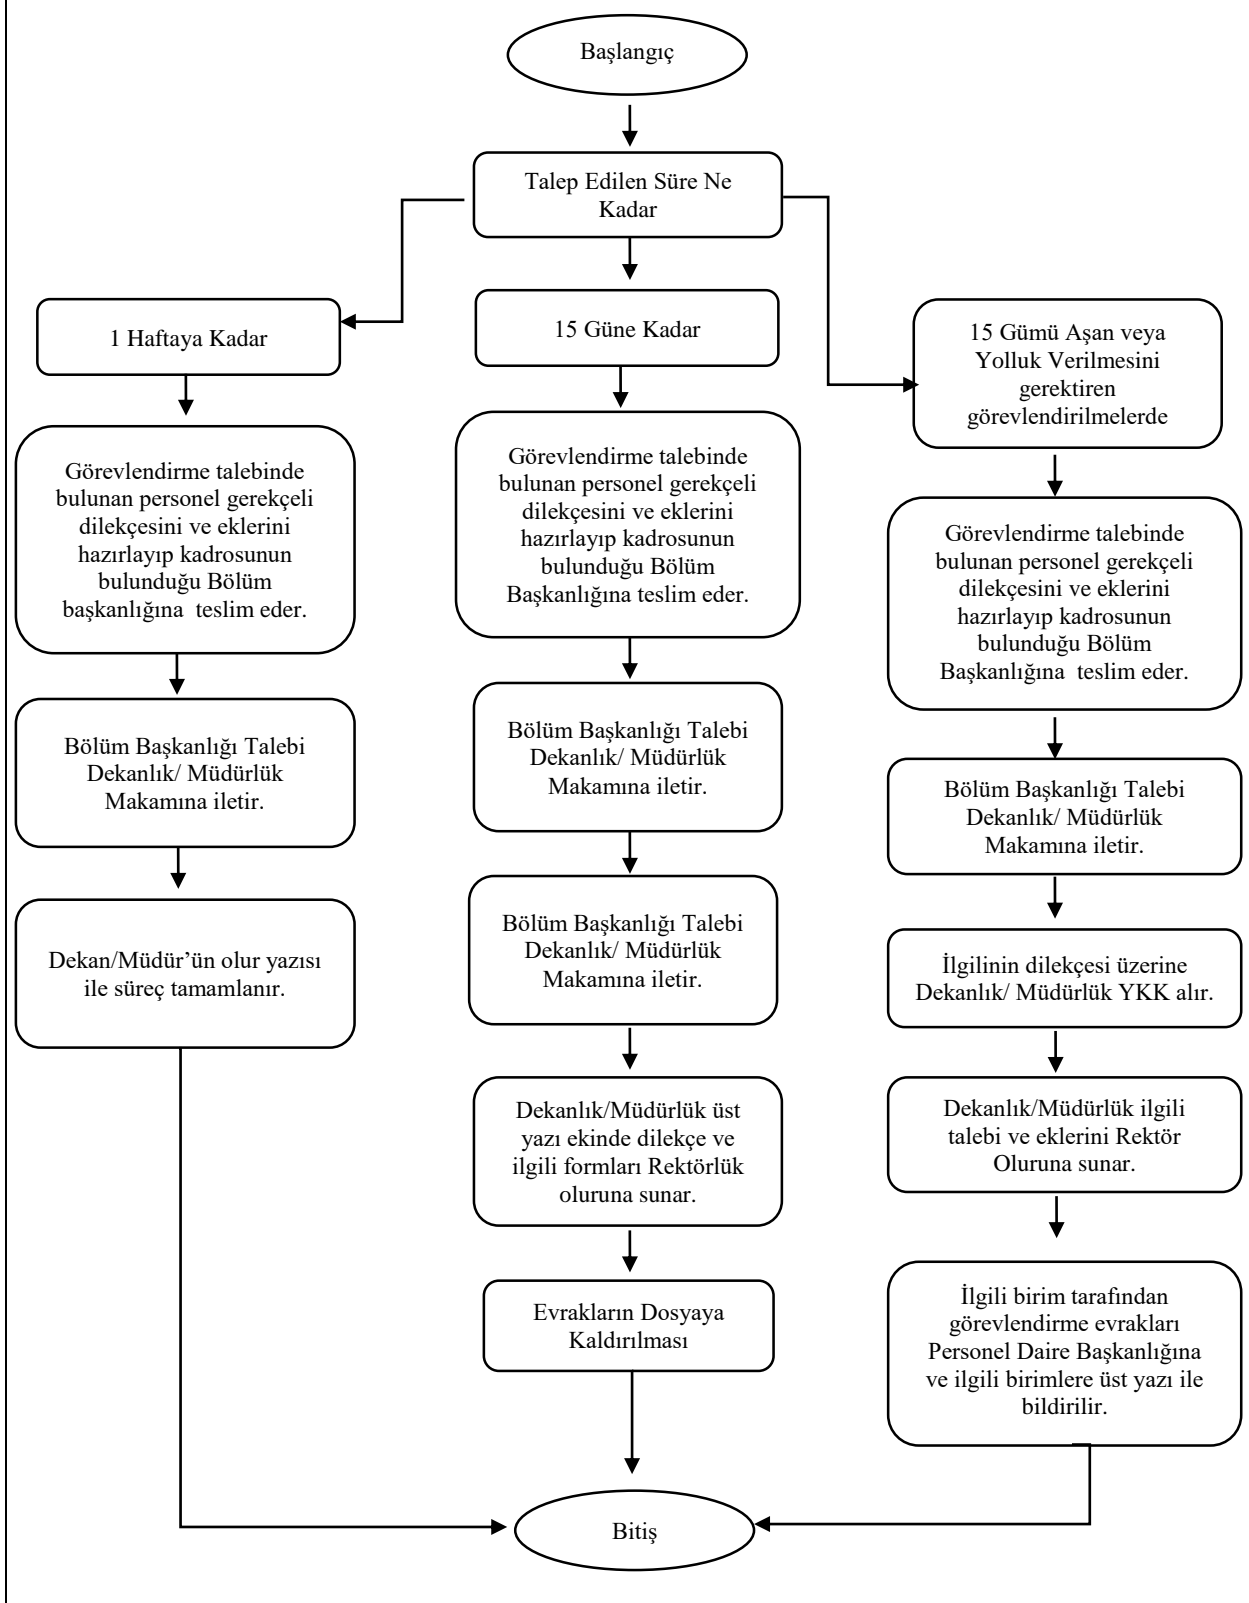 Başlangıç
Talep Edilen Süre Ne
Kadar
1 Haftaya Kadar
Görevlendirme talebinde
bulunan personel gerekçeli
dilekçesini ve eklerini
hazırlayıp kadrosunun
bulunduğu Bölüm
başkanlığına  teslim eder.
Bölüm Başkanlığı Talebi
Dekanlık/ Müdürlük
Makamına iletir.
Dekan/Müdür’ün olur yazısı
ile süreç tamamlanır.
15 Güne Kadar
Görevlendirme talebinde
bulunan personel gerekçeli
dilekçesini ve eklerini
hazırlayıp kadrosunun
bulunduğu Bölüm
Başkanlığına teslim eder.
Bölüm Başkanlığı Talebi
Dekanlık/ Müdürlük
Makamına iletir.
Bölüm Başkanlığı Talebi
Dekanlık/ Müdürlük
Makamına iletir.
Dekanlık/Müdürlük üst
yazı ekinde dilekçe ve
ilgili formları Rektörlük
oluruna sunar.
Evrakların Dosyaya
Kaldırılması
15 Gümü Aşan veya
Yolluk Verilmesini
gerektiren
görevlendirilmelerde
Görevlendirme talebinde
bulunan personel gerekçeli
dilekçesini ve eklerini
hazırlayıp kadrosunun
bulunduğu Bölüm
Başkanlığına  teslim eder.
Bölüm Başkanlığı Talebi
Dekanlık/ Müdürlük
Makamına iletir.
İlgilinin dilekçesi üzerine
Dekanlık/ Müdürlük YKK alır.
Dekanlık/Müdürlük ilgili
talebi ve eklerini Rektör
Oluruna sunar.
İlgili birim tarafından
görevlendirme evrakları
Personel Daire Başkanlığına
ve ilgili birimlere üst yazı ile
bildirilir.
Bitiş